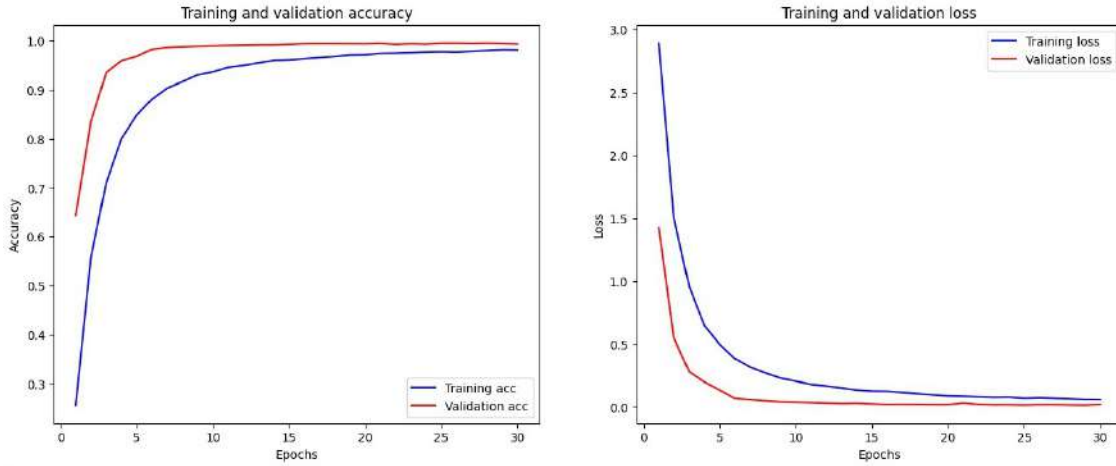 Training and validation accuracy
1.0
0.9
0.8
0.7
0.6
0.5
0.4
0.3
Accuracy
Training acc
Validation acc
0 5 10 15 20 25 30
Epochs
Training and validation loss
3.0
2.5
2.0
1.5
1.0
0.5
0.0
Loss
Training loss
Validation loss
0 5 10 15 20 25 30
Epochs